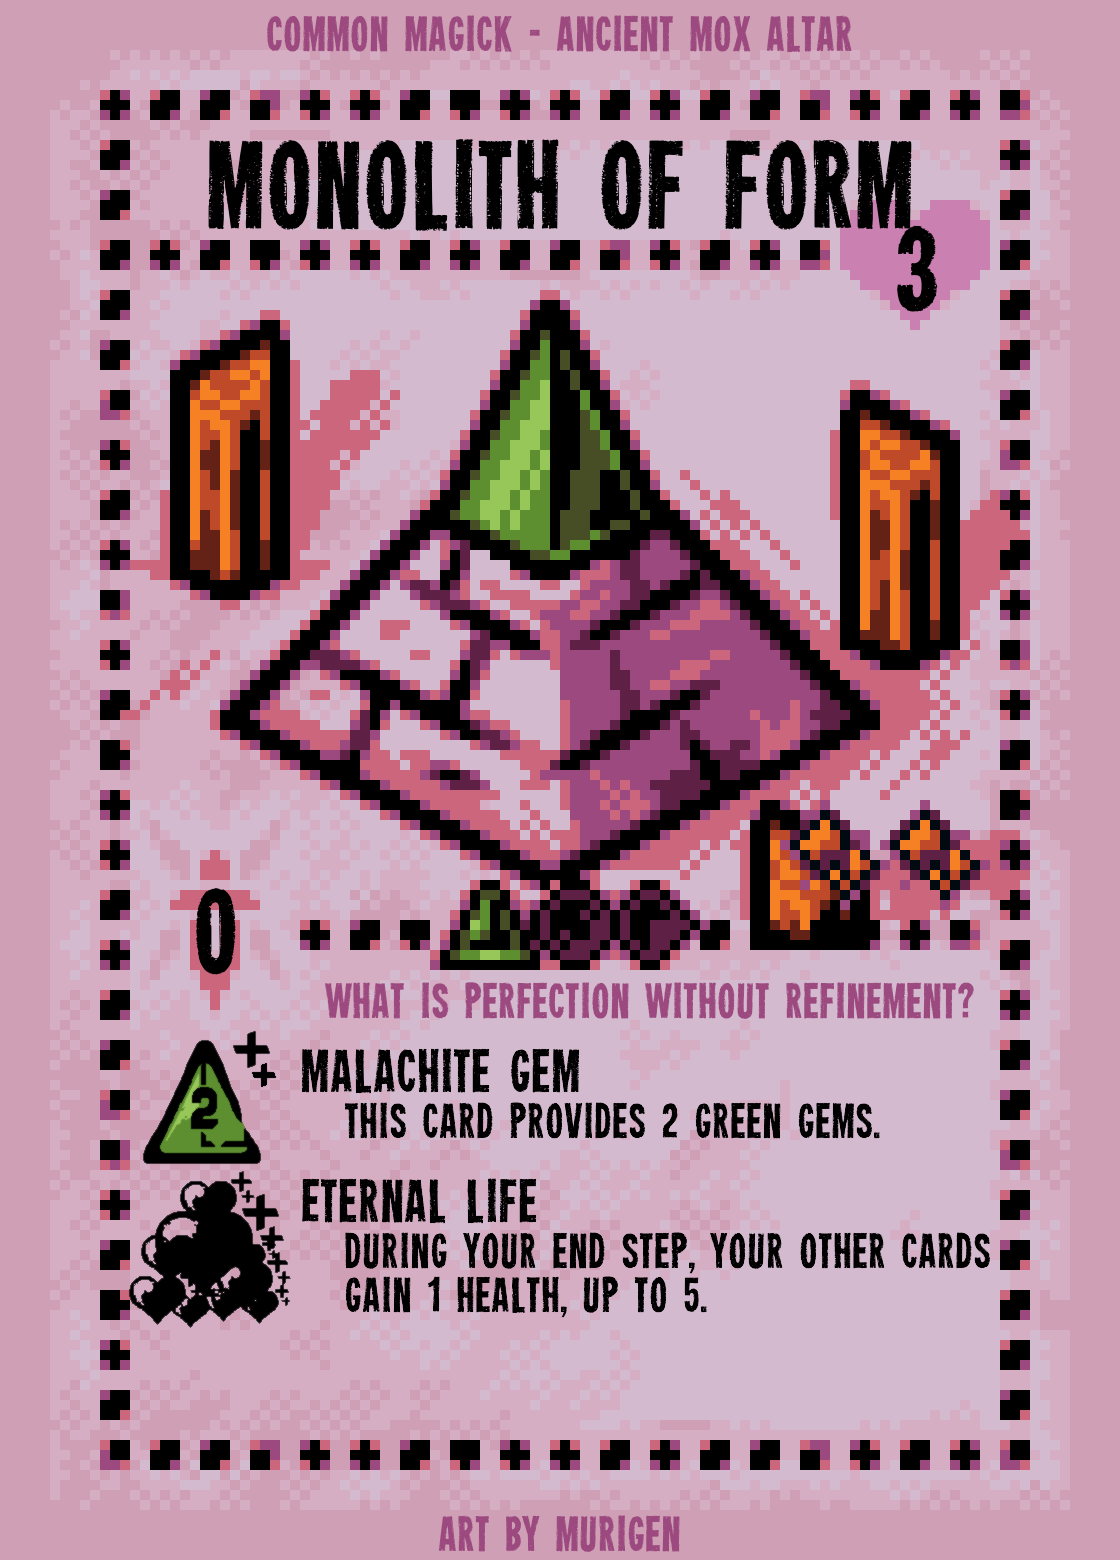 COMMON MAGICK - ANCIENT MOX ALTAR
MONOLITH OF FORM
3
0
WHAT IS PERFECTION WITHOUT REFINEMENT?
MALACHITE GEM
2
THIS CARD PROVIDES 2 GREEN GEMS.
ETERNAL LIFE
DURING YOUR END STEP, YOUR OTHER CARDS
GAIN 1 HEALTH, UP TO 5.
ART BY MURIGEN